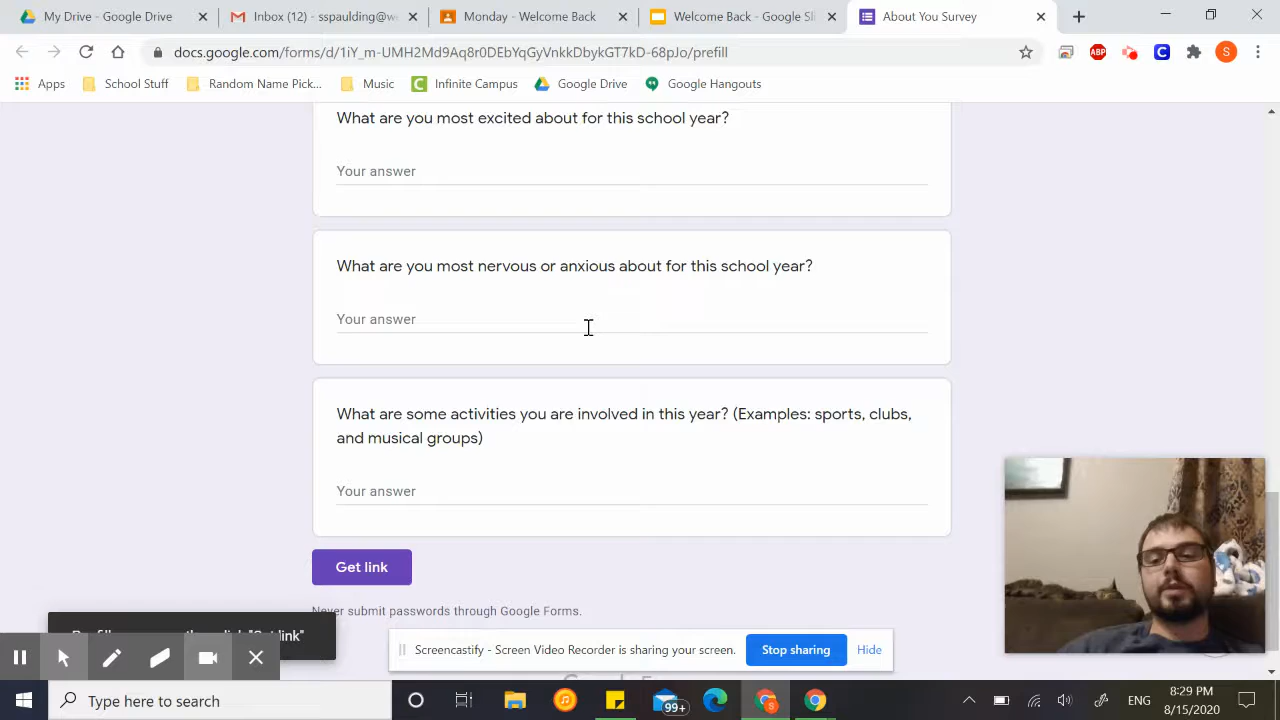 My Drive - Google Drive
Inbox (12) - sspaulding@w
Monday - Welcome Back!
Welcome Back - Google Sli
About You Survey
docs.google.com/forms/d/1iY_m-UMH2Md9Aq8r0DEbYqGyVnkkDbykGT7kD-68pJo/prefill
ABP
C
S
Apps
School Stuff
Random Name Pick...
Music
Infinite Campus
Google Drive
Google Hangouts
What are you most excited about for this school year?
Your answer
What are you most nervous or anxious about for this school year?
Your answer
What are some activities you are involved in this year? (Examples: sports, clubs,
and musical groups)
Your answer
Get link
Never submit passwords through Google Forms.
Screencastify - Screen Video Recorder is sharing your screen.
Stop sharing
Hide
Type here to search
99+
ENG
8:29 PM
8/15/2020